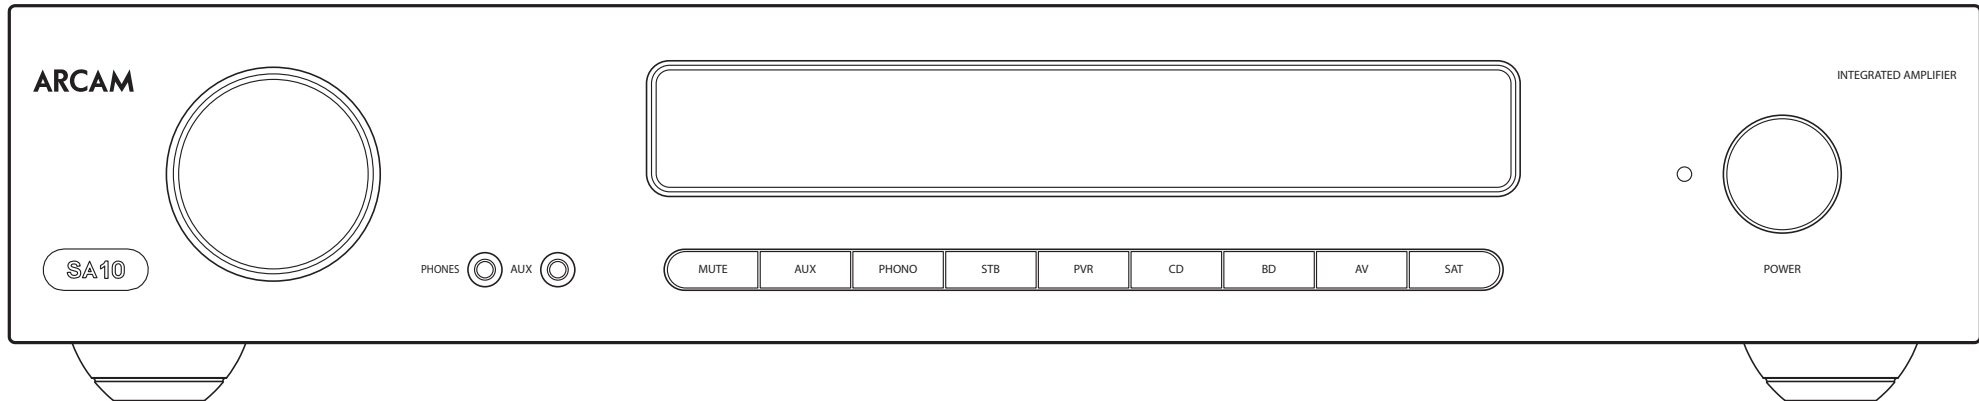 ARCAM
INTEGRATED AMPLIFIER
SA10
PHONES
AUX
MUTE
AUX
PHONO
STB
PVR
CD
BD
AV
SAT
POWER